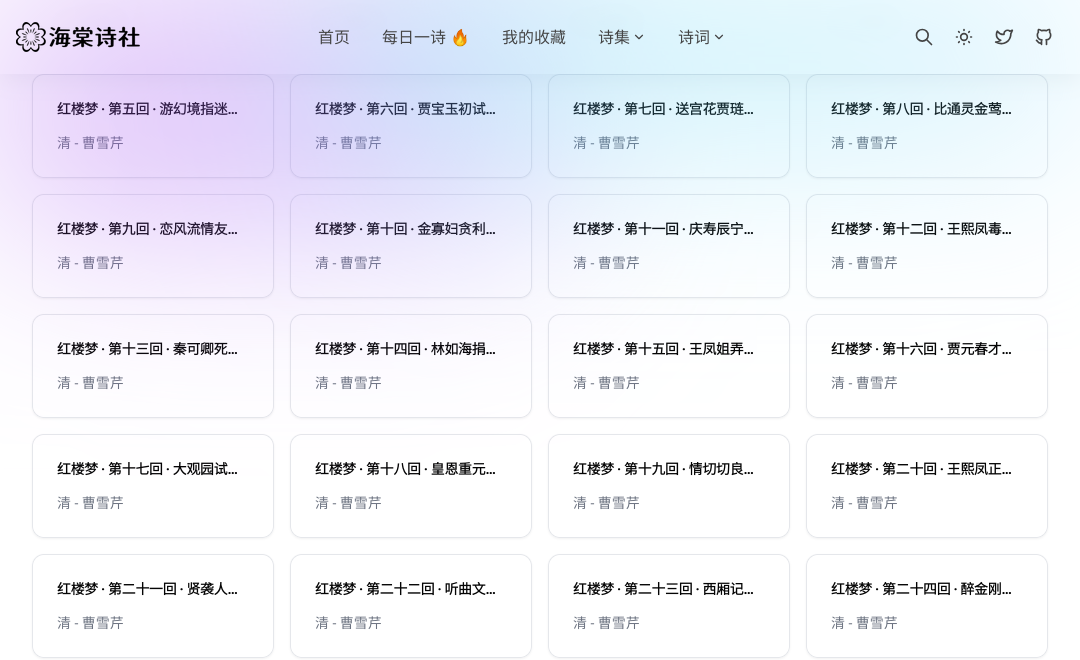 海棠诗社
首页
每日一诗 🔥
我的收藏
诗集
诗词
红楼梦 · 第五回 · 游幻境指迷...
清 - 曹雪芹
红楼梦 · 第六回 · 贾宝玉初试...
清 - 曹雪芹
红楼梦 · 第七回 · 送宫花贾琏...
清 - 曹雪芹
红楼梦 · 第八回 · 比通灵金莺...
清 - 曹雪芹
红楼梦 · 第九回 · 恋风流情友...
清 - 曹雪芹
红楼梦 · 第十回 · 金寡妇贪利...
清 - 曹雪芹
红楼梦 · 第十一回 · 庆寿辰宁...
清 - 曹雪芹
红楼梦 · 第十二回 · 王熙凤毒...
清 - 曹雪芹
红楼梦 · 第十三回 · 秦可卿死...
清 - 曹雪芹
红楼梦 · 第十四回 · 林如海捐...
清 - 曹雪芹
红楼梦 · 第十五回 · 王凤姐弄...
清 - 曹雪芹
红楼梦 · 第十六回 · 贾元春才...
清 - 曹雪芹
红楼梦 · 第十七回 · 大观园试...
清 - 曹雪芹
红楼梦 · 第十八回 · 皇恩重元...
清 - 曹雪芹
红楼梦 · 第十九回 · 情切切良...
清 - 曹雪芹
红楼梦 · 第二十回 · 王熙凤正...
清 - 曹雪芹
红楼梦 · 第二十一回 · 贤袭人...
清 - 曹雪芹
红楼梦 · 第二十二回 · 听曲文...
清 - 曹雪芹
红楼梦 · 第二十三回 · 西厢记...
清 - 曹雪芹
红楼梦 · 第二十四回 · 醉金刚...
清 - 曹雪芹